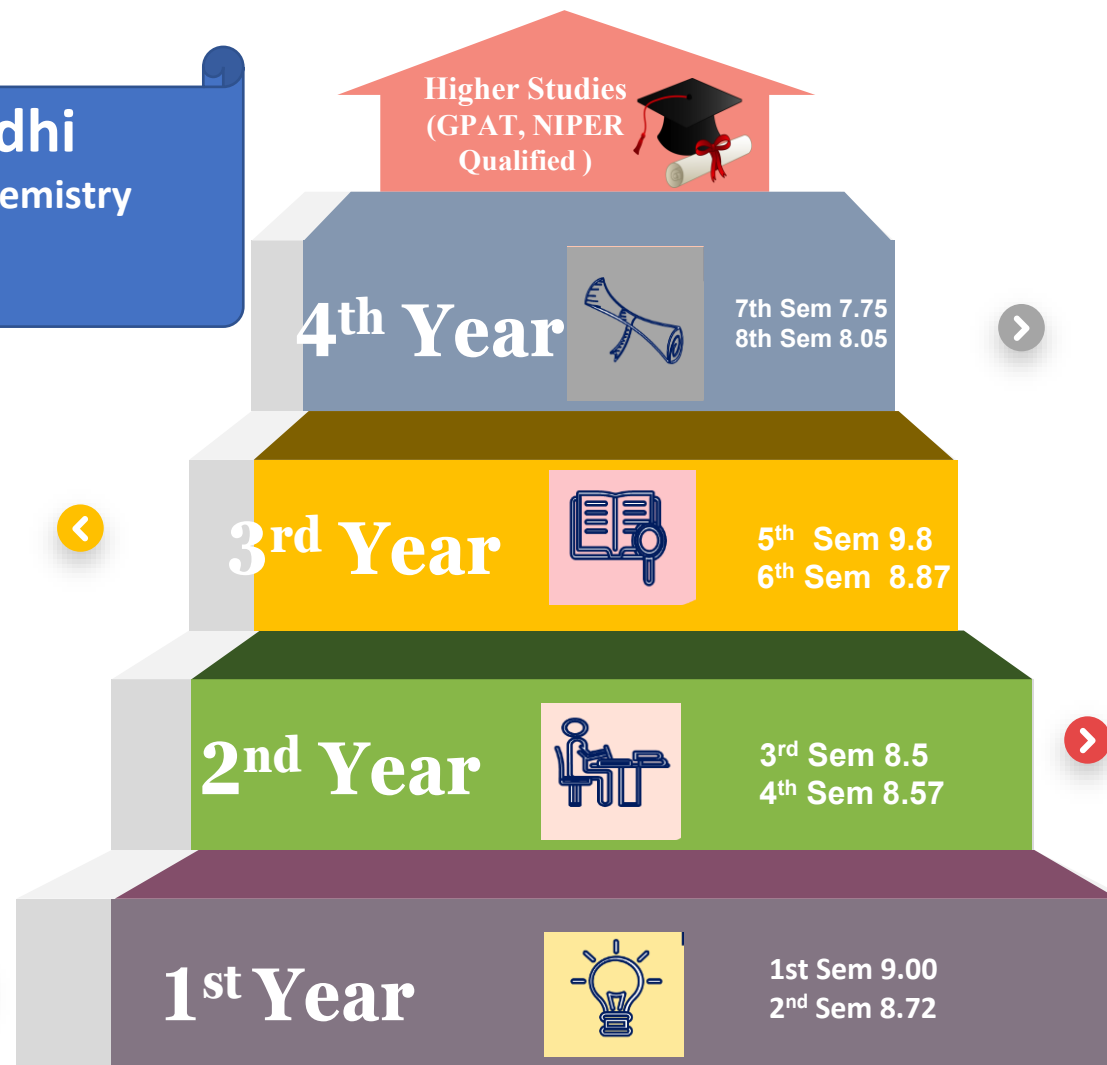 dhi
emistry
Higher Studies
(GPAT, NIPER
Qualified )
4th Year
7th Sem 7.75
8th Sem 8.05
3rd Year
5th Sem 9.8
6th Sem 8.87
2nd Year
3rd Sem 8.5
4th Sem 8.57
1st Year
1st Sem 9.00
2nd Sem 8.72